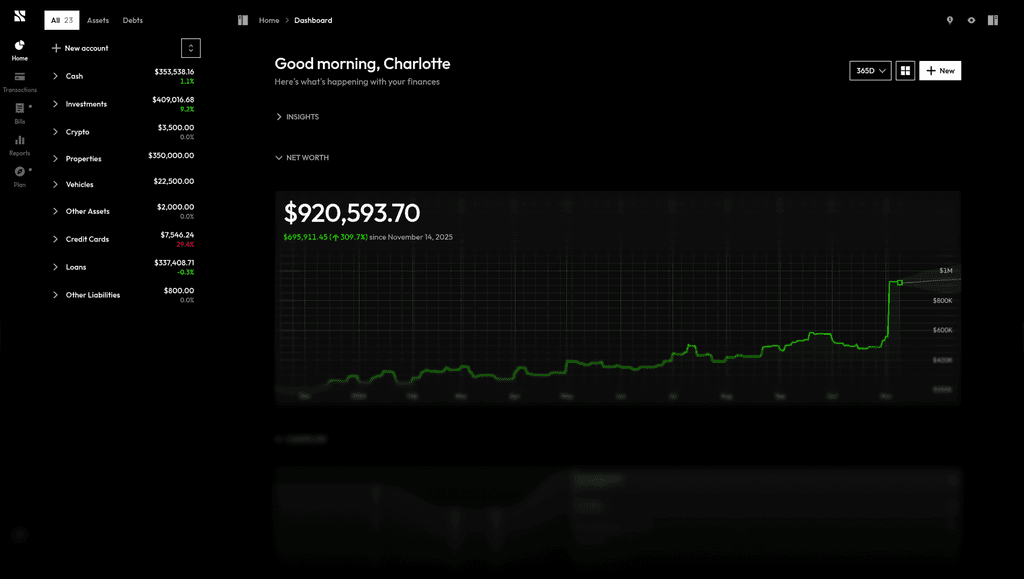 All 23
Assets
Debts
Home
Dashboard
New account
Home
Transactions
Bills
Reports
Plan
Cash
$353,538.16
1.1%
Investments
$409,016.68
9.2%
Crypto
$3,500.00
0.0%
Properties
$350,000.00
Vehicles
$22,500.00
Other Assets
$2,000.00
0.0%
Credit Cards
$7,546.24
29.6%
Loans
$337,408.71
-0.3%
Other Liabilities
$800.00
0.0%
Good morning, Charlotte
Here's what's happening with your finances
365D
New
INSIGHTS
NET WORTH
$920,593.70
$695,911.45 (↑ 309.7%) since November 14, 2025
$1M
$800K
$600K